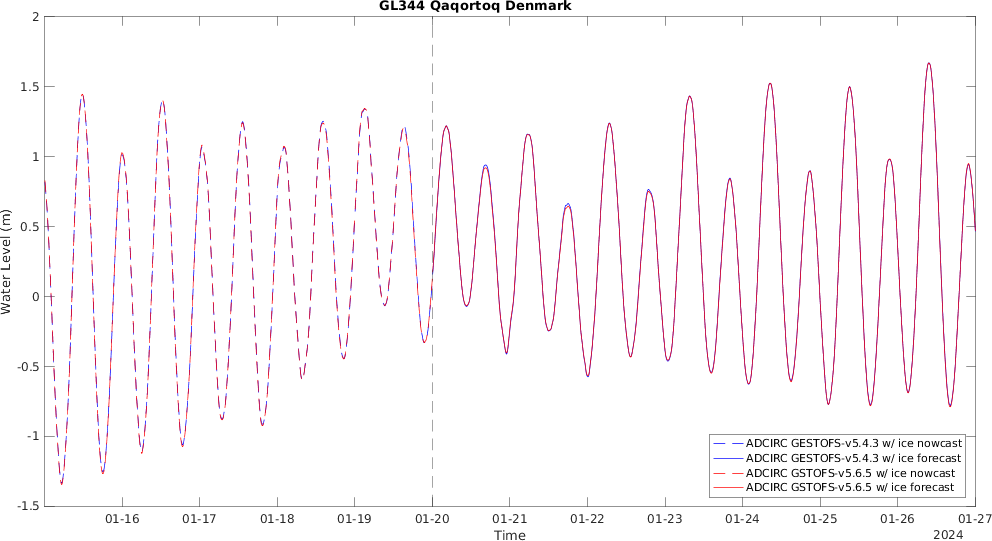 GL344 Qaqortoq Denmark
2
1.5
1
0.5
0
-0.5
-1
-1.5
Water Level (m)
ADCIRC GESTOFS-v5.4.3 w/ ice nowcast
ADCIRC GESTOFS-v5.4.3 w/ ice forecast
ADCIRC GSTOFS-v5.6.5 w/ ice nowcast
ADCIRC GSTOFS-v5.6.5 w/ ice forecast
01-16 01-17 01-18 01-19 01-20 01-21 01-22 01-23 01-24 01-25 01-26 01-27
Time
2024